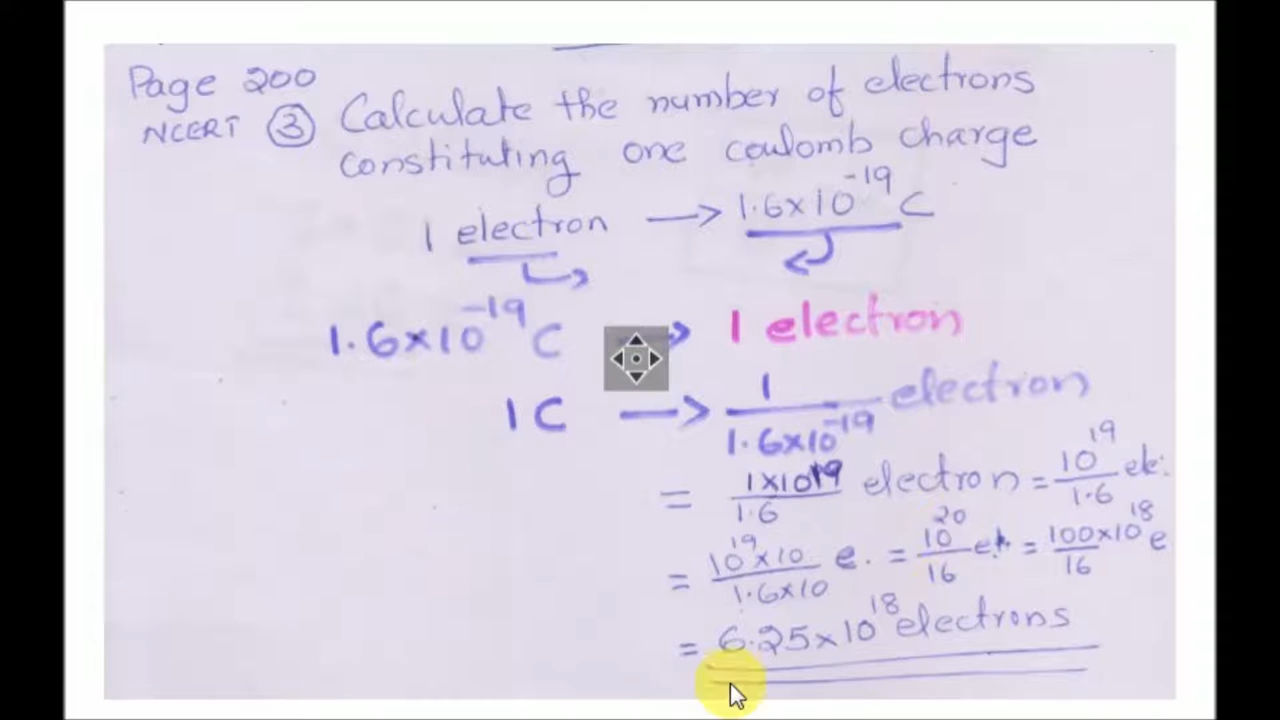 Page 200
NCERT ③ Calculate the number of electrons
constituting one coulomb charge
1 electron → 1.6×10⁻¹⁹ C
1.6×10⁻¹⁹ C → 1 electron
1C → 1/1.6×10⁻¹⁹ electron
= 1×10¹⁹/1.6 electron = 10¹⁹/1.6 ele:
= 10¹⁹×10/1.6×10 e. = 10²⁰/16 el. = 100×10¹⁸/16 e
= 6.25×10¹⁸ electrons